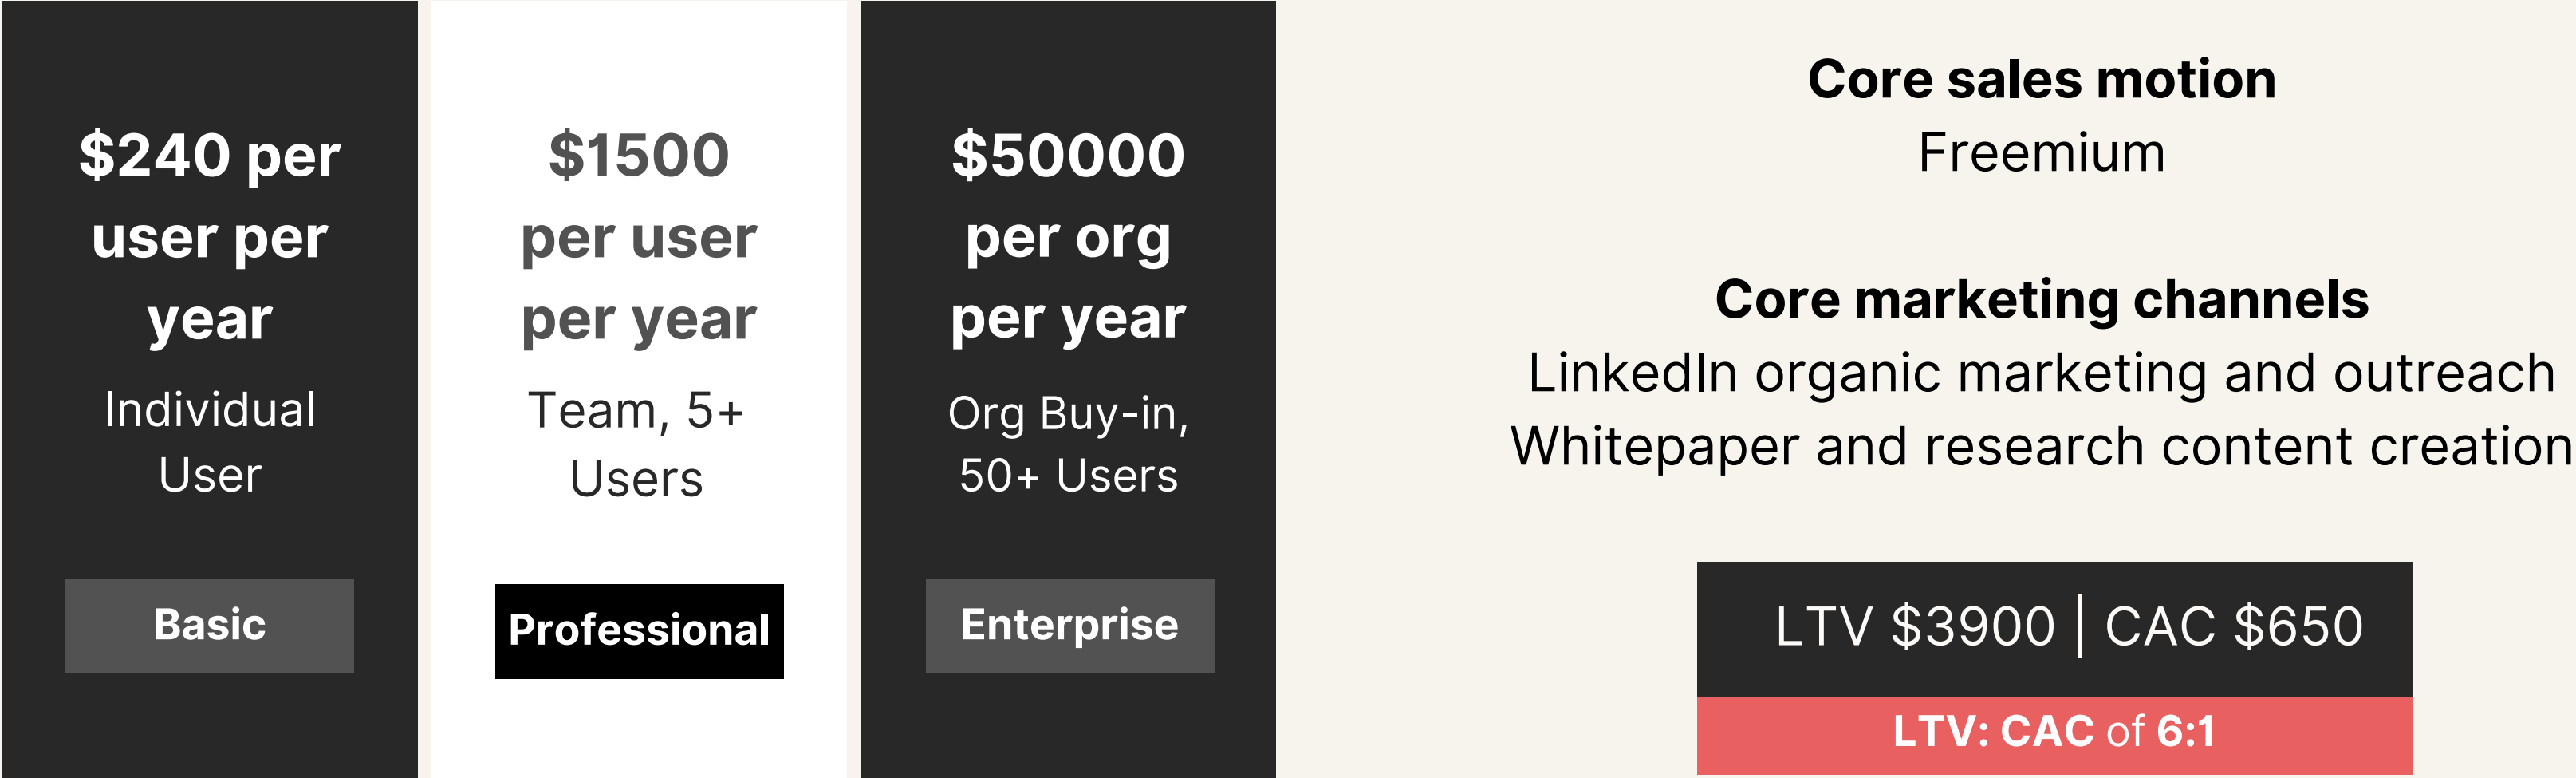 $240 per
user per
year
Individual
User
Basic
$1500
per user
per year
Team, 5+
Users
Professional
$50000
per org
per year
Org Buy-in,
50+ Users
Enterprise
Core sales motion
Freemium
Core marketing channels
LinkedIn organic marketing and outreach
Whitepaper and research content creation
LTV $3900 | CAC $650
LTV: CAC of 6:1